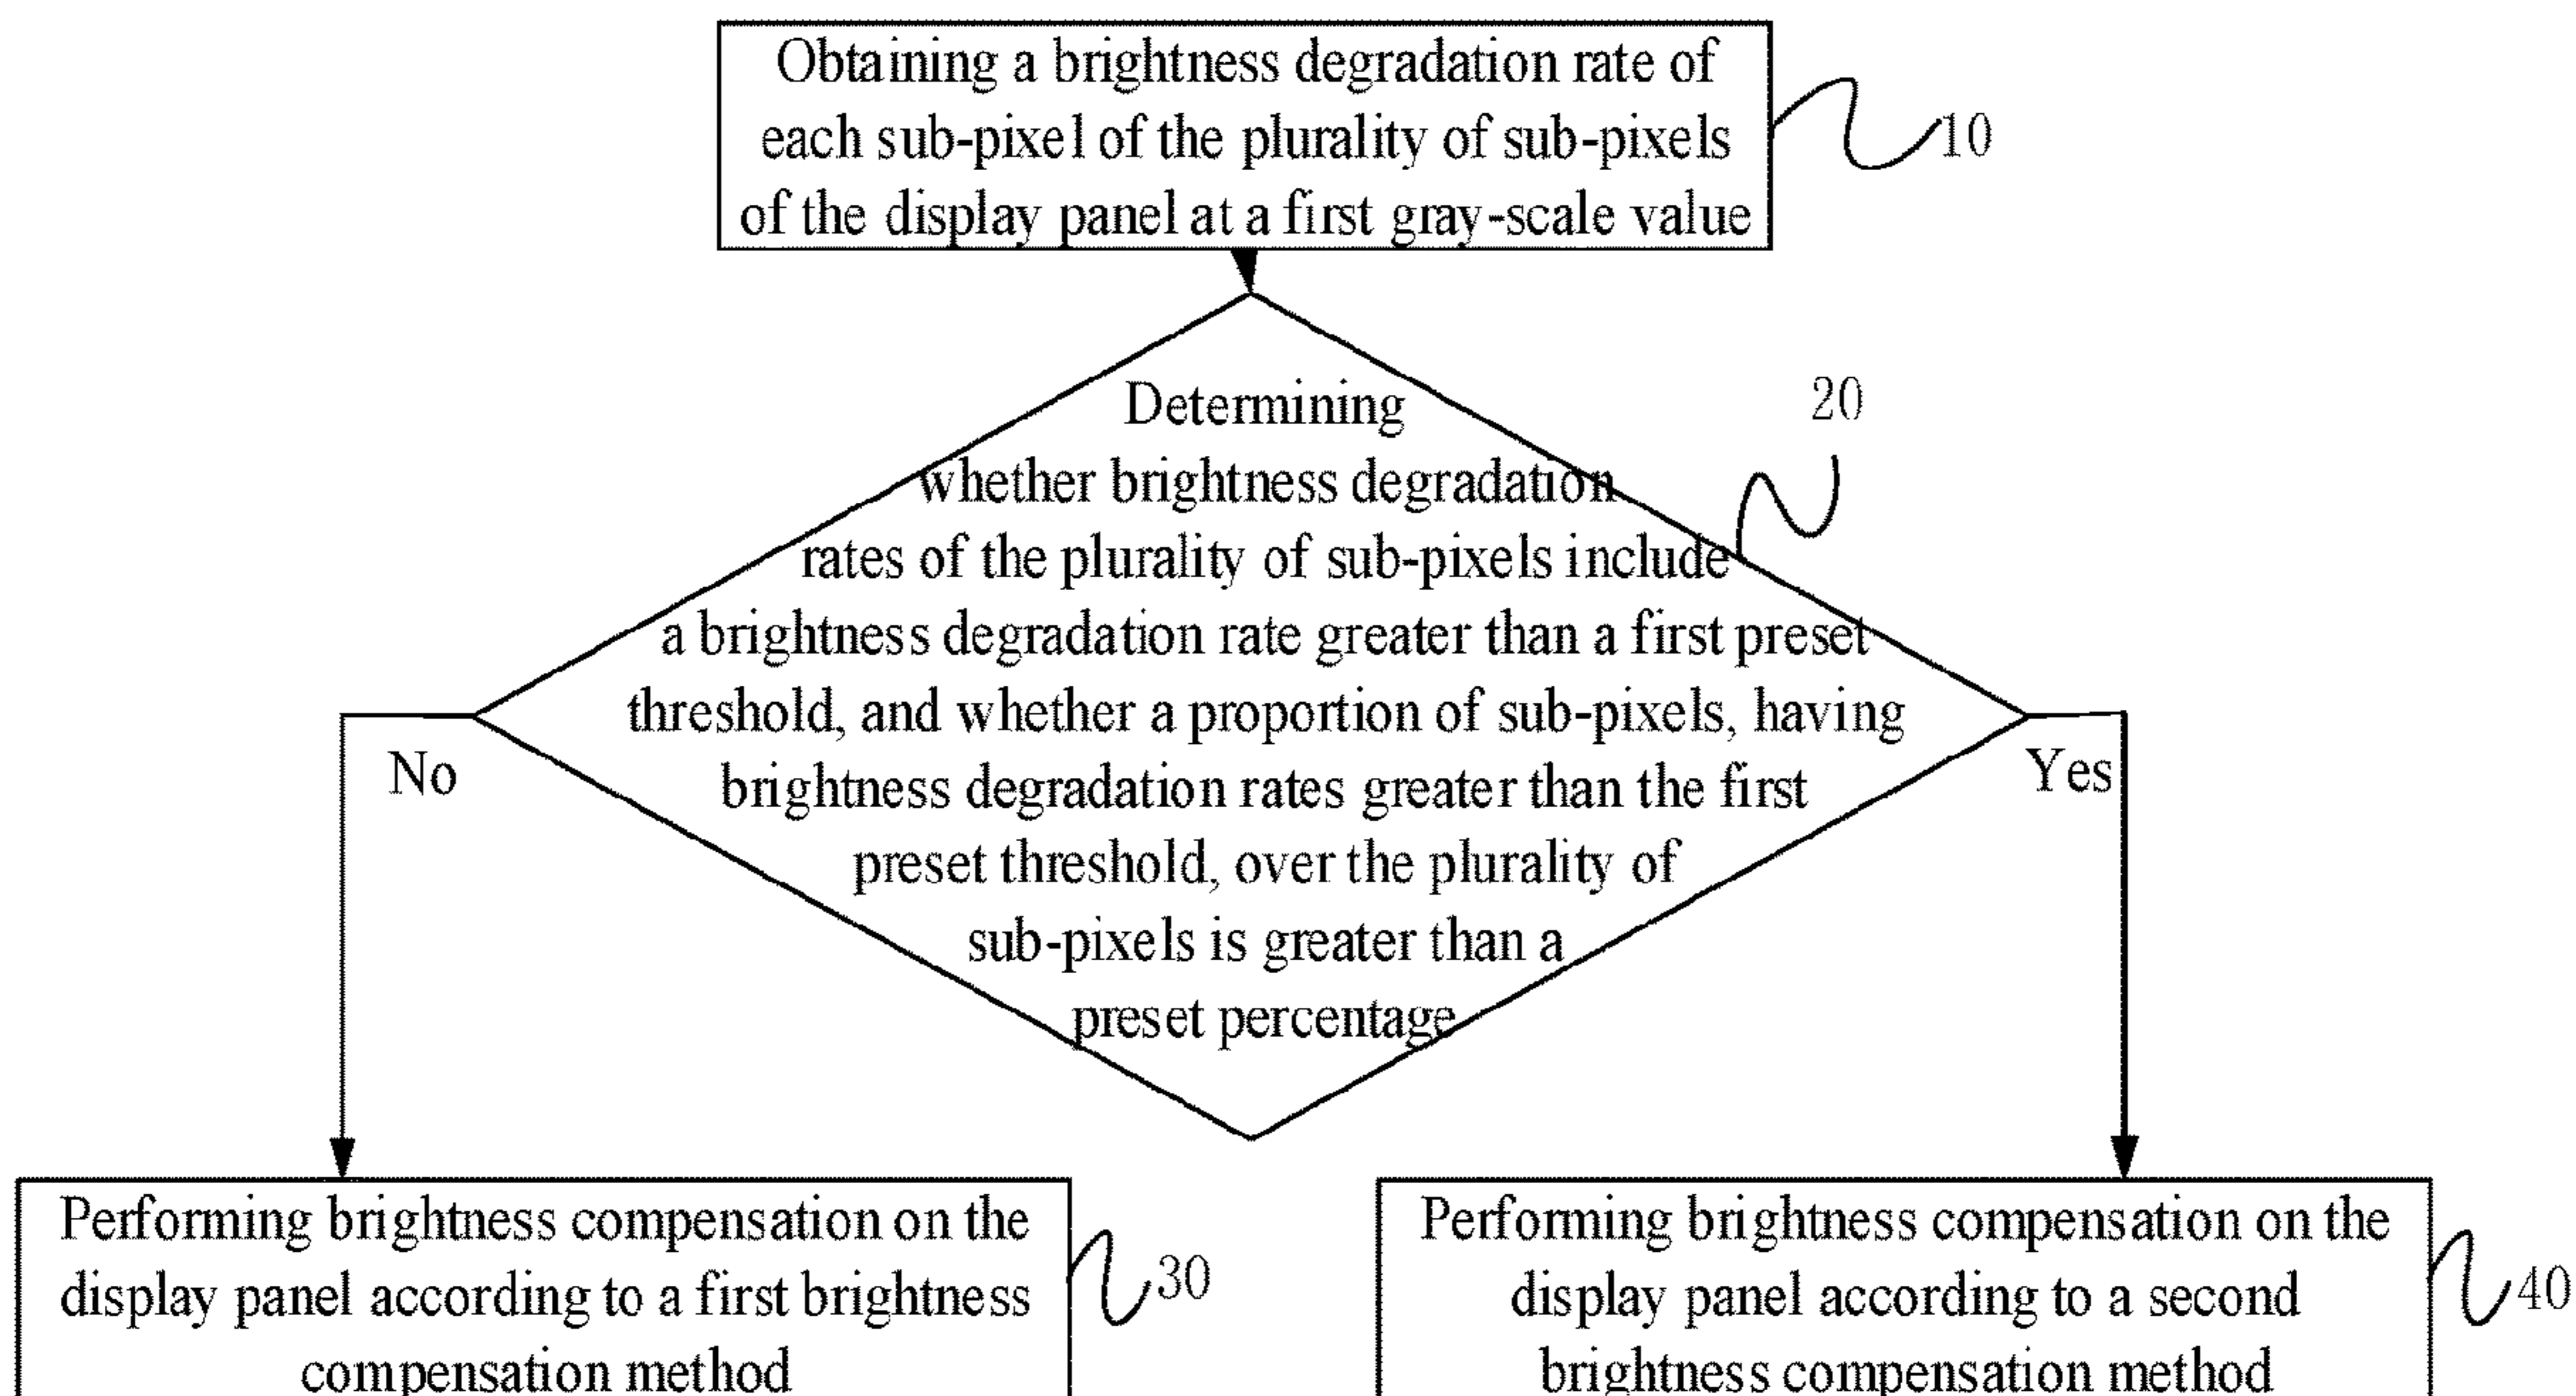 Obtaining a brightness degradation rate of
each sub-pixel of the plurality of sub-pixels
of the display panel at a first gray-scale value
10
Determining
whether brightness degradation
rates of the plurality of sub-pixels include
a brightness degradation rate greater than a first preset
threshold, and whether a proportion of sub-pixels, having
brightness degradation rates greater than the first
preset threshold, over the plurality of
sub-pixels is greater than a
preset percentage
20
No
Yes
Performing brightness compensation on the
display panel according to a first brightness
compensation method
30
Performing brightness compensation on the
display panel according to a second
brightness compensation method
40